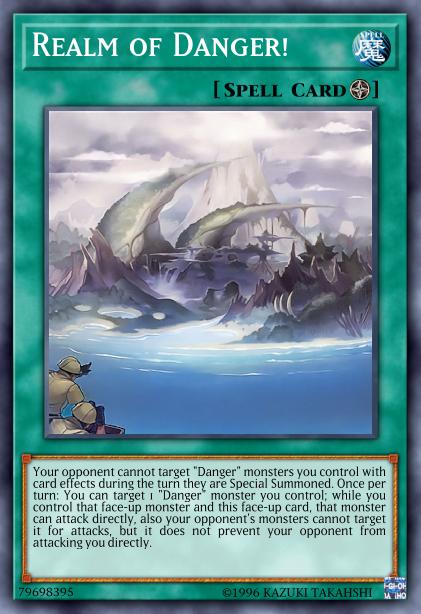 Realm of Danger!
SPELL
魔
[Spell Card]
Your opponent cannot target "Danger" monsters you control with
card effects during the turn they are Special Summoned. Once per
turn: You can target 1 "Danger" monster you control; while you
control that face-up monster and this face-up card, that monster
can attack directly, also your opponent's monsters cannot target
it for attacks, but it does not prevent your opponent from
attacking you directly.
79698395
©1996 KAZUKI TAKAHSHI